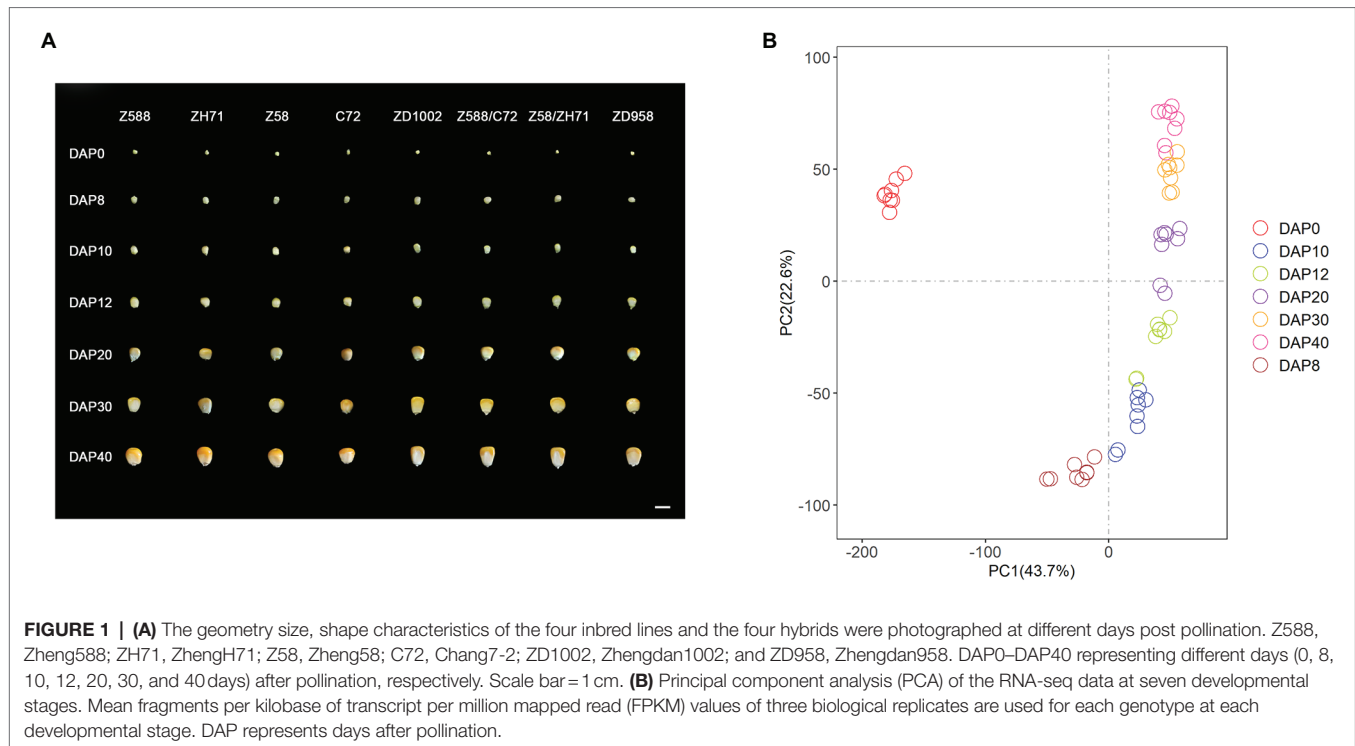 A
Z588 ZH71 Z58 C72 ZD1002 Z588/C72 Z58/ZH71 ZD958
DAP0
DAP8
DAP10
DAP12
DAP20
DAP30
DAP40
B
100
50
0
-50
-100
PC2(22.6%)
-200 -100 0
PC1(43.7%)
DAP0
DAP10
DAP12
DAP20
DAP30
DAP40
DAP8
FIGURE 1 | (A) The geometry size, shape characteristics of the four inbred lines and the four hybrids were photographed at different days post pollination. Z588,
Zheng588; ZH71, ZhengH71; Z58, Zheng58; C72, Chang7-2; ZD1002, Zhengdan1002; and ZD958, Zhengdan958. DAP0–DAP40 representing different days (0, 8,
10, 12, 20, 30, and 40 days) after pollination, respectively. Scale bar = 1 cm. (B) Principal component analysis (PCA) of the RNA-seq data at seven developmental
stages. Mean fragments per kilobase of transcript per million mapped read (FPKM) values of three biological replicates are used for each genotype at each
developmental stage. DAP represents days after pollination.